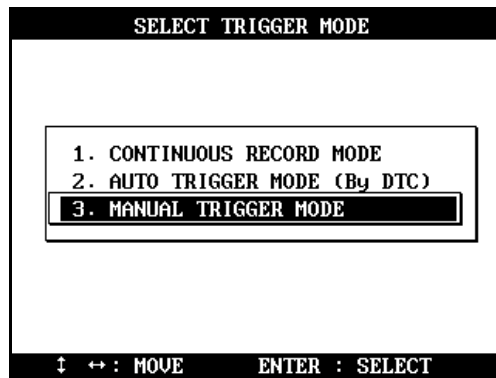 SELECT TRIGGER MODE
1. CONTINUOUS RECORD MODE
2. AUTO TRIGGER MODE (By DTC)
3. MANUAL TRIGGER MODE
↕ ↔: MOVE ENTER : SELECT